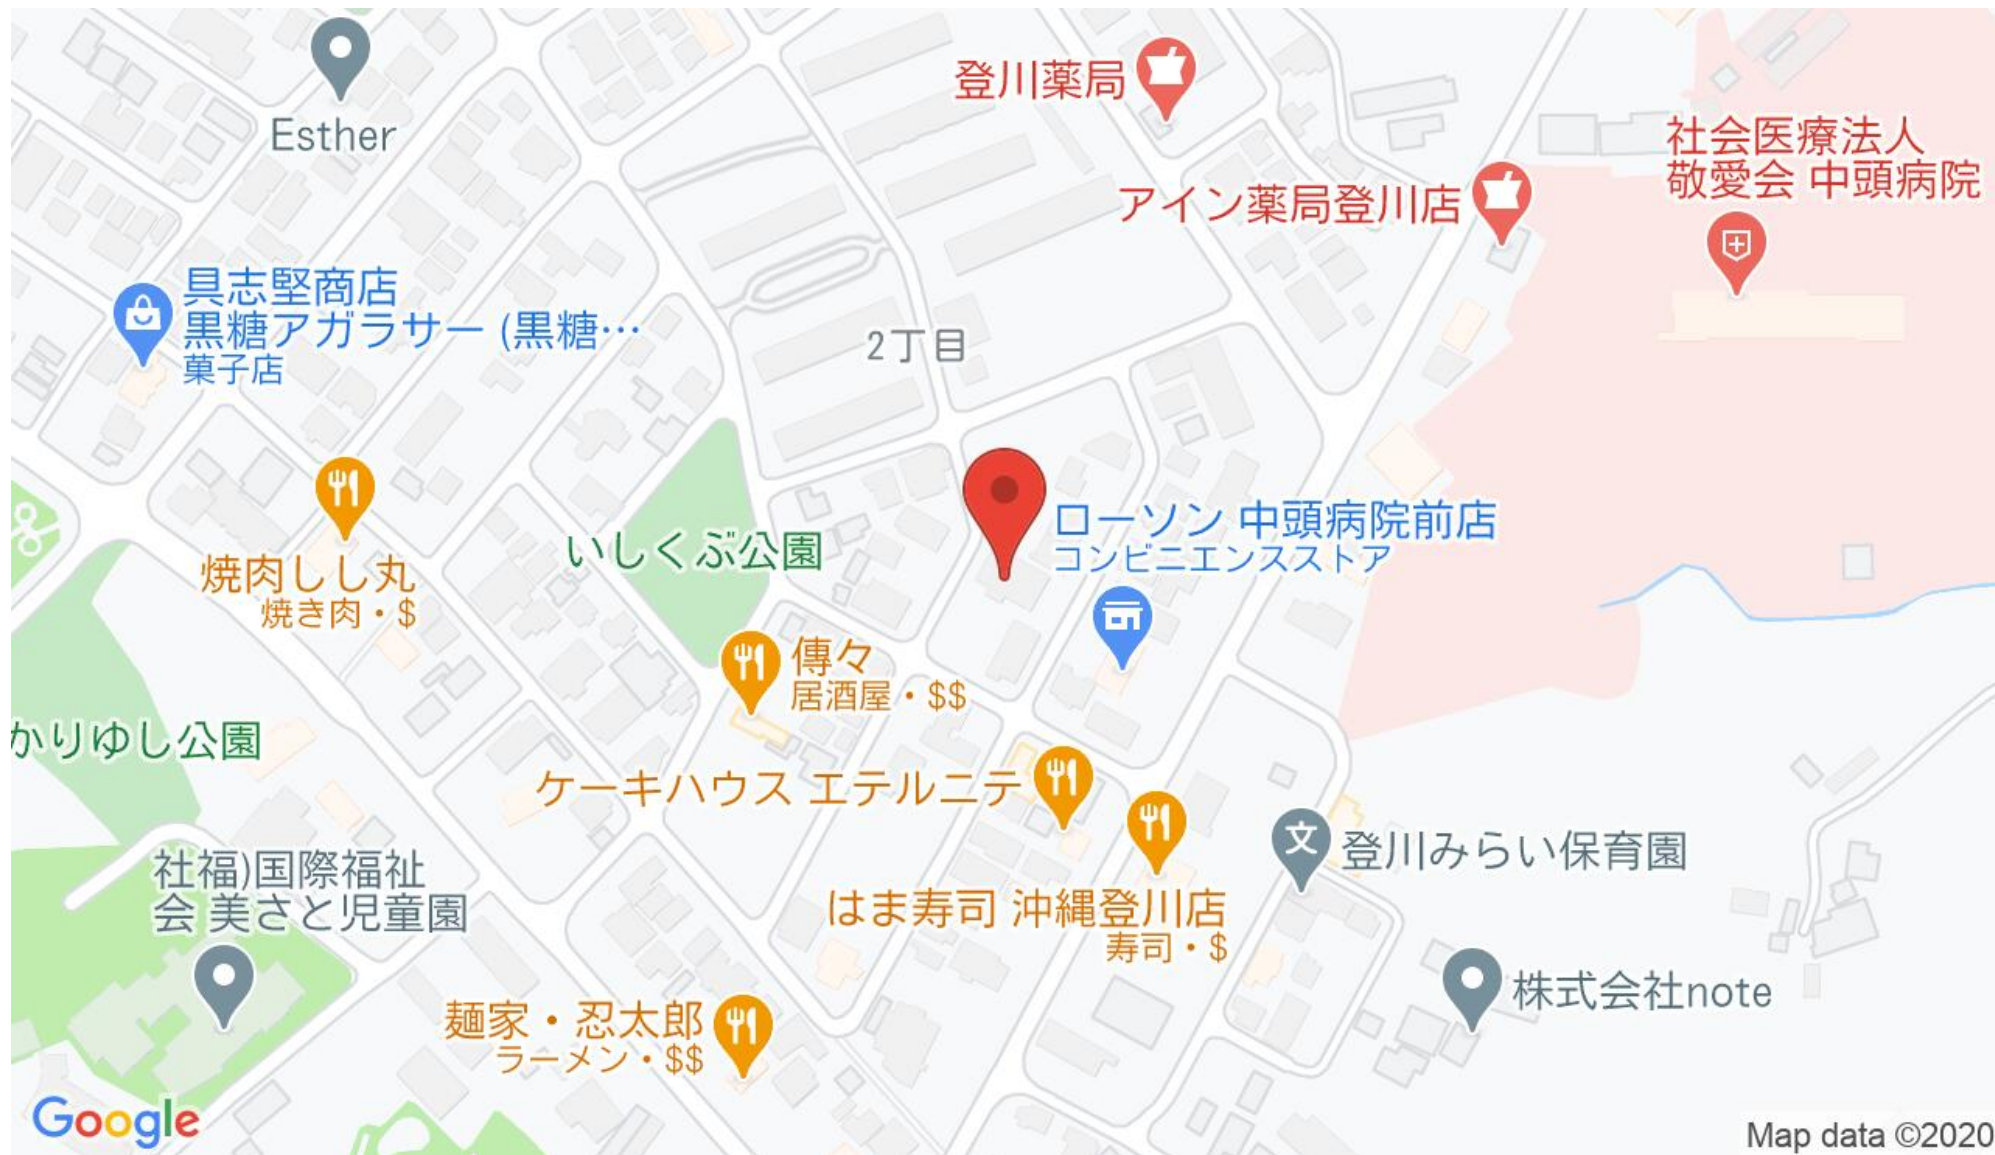 登川薬局
Esther
社会医療法人
敬愛会 中頭病院
アイン薬局登川店
具志堅商店
黒糖アガラサー (黒糖…
菓子店
2丁目
ローソン 中頭病院前店
コンビニエンスストア
いしくぶ公園
焼肉しし丸
焼き肉・$
傳々
居酒屋・$$
かりゆし公園
ケーキハウス エテルニテ
文
登川みらい保育園
社福)国際福祉
会 美さと児童園
はま寿司 沖縄登川店
寿司・$
株式会社note
麺家・忍太郎
ラーメン・$$
Google
Map data ©2020